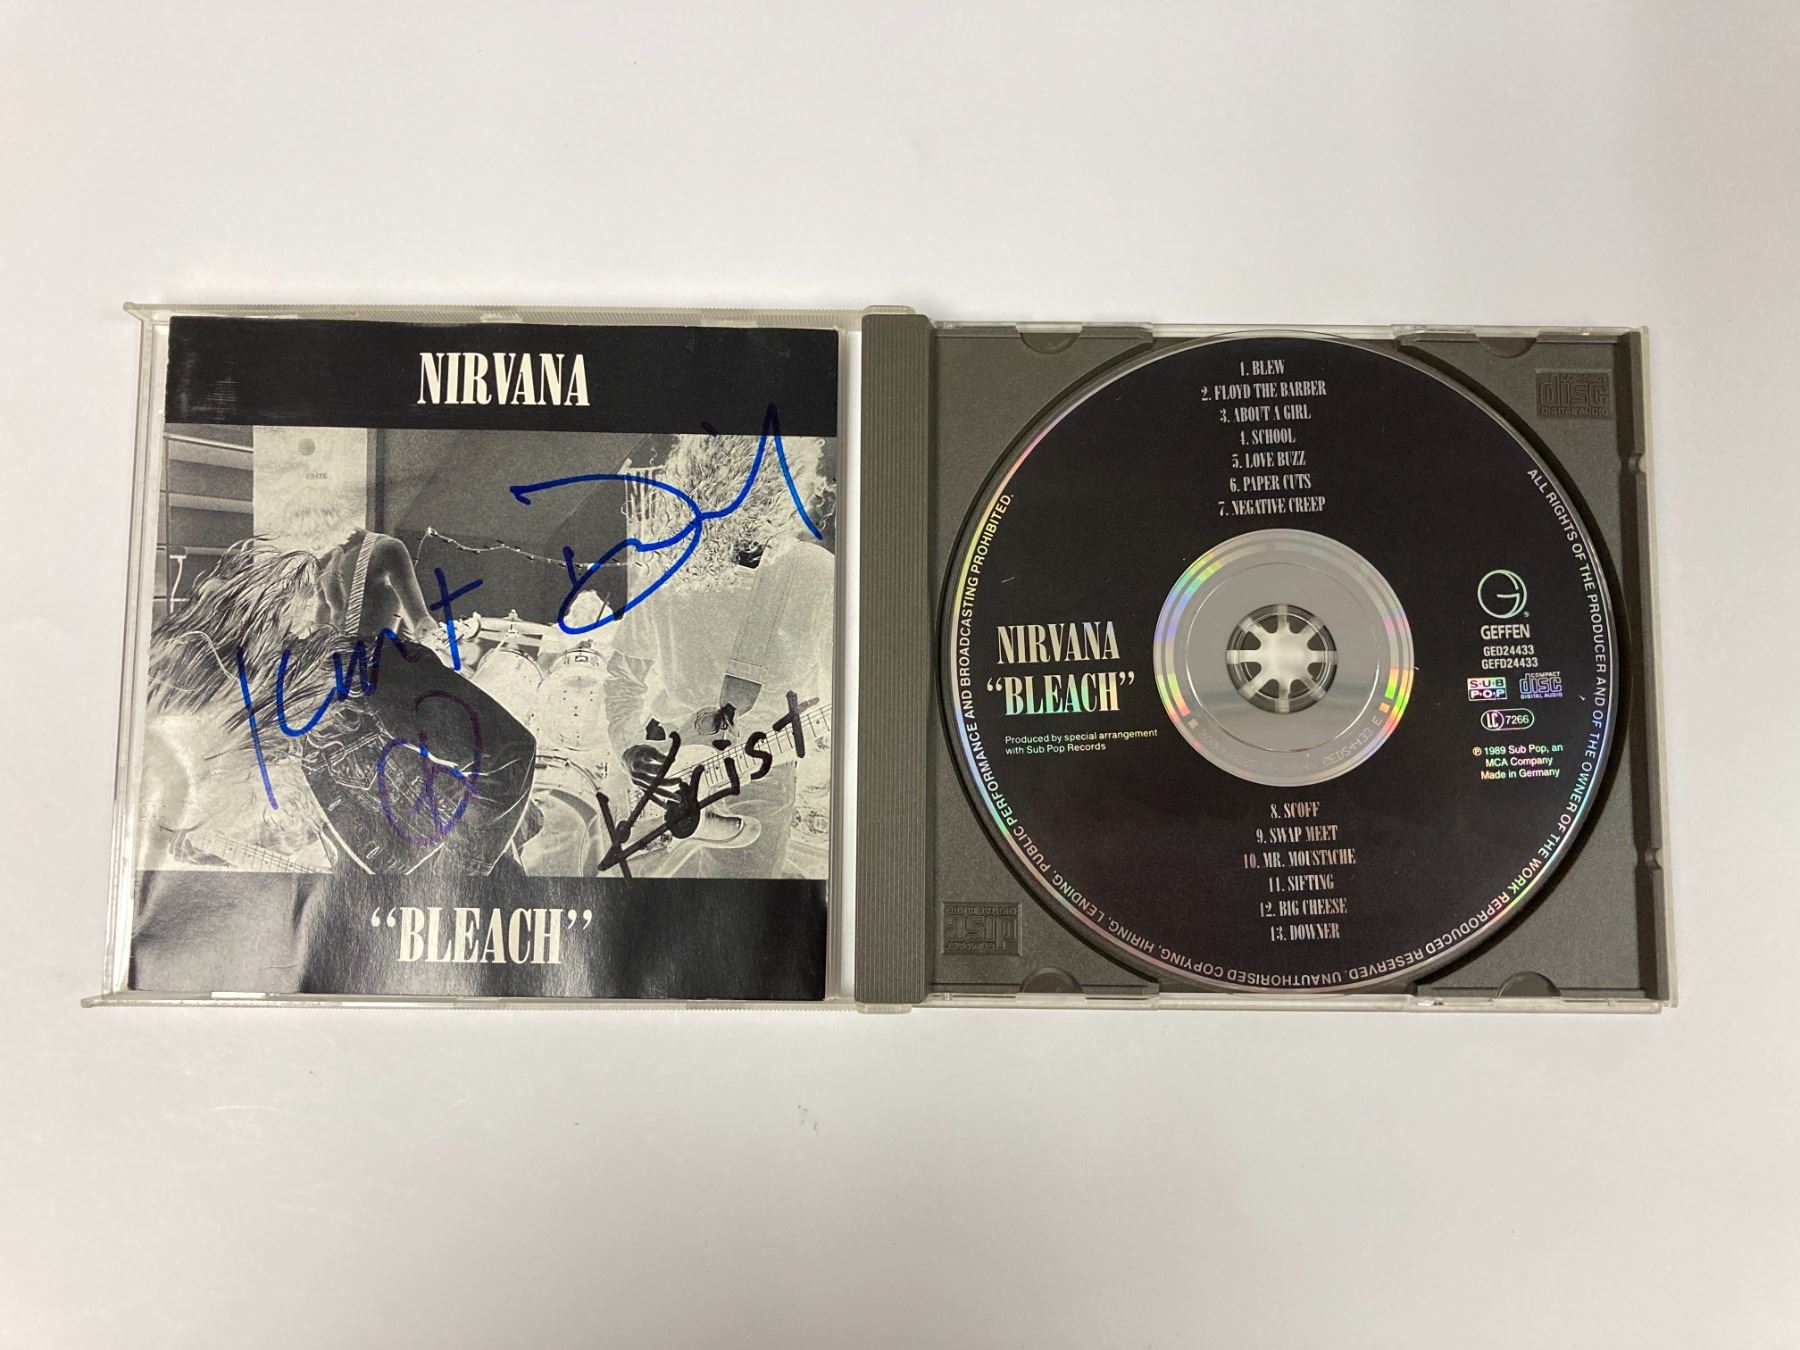 NIRVANA
CRATE
Kurt
Krist
"BLEACH"
1. BLEW
2. FLOYD THE BARBER
3. ABOUT A GIRL
4. SCHOOL
5. LOVE BUZZ
6. PAPER CUTS
7. NEGATIVE CREEP
NIRVANA
"BLEACH"
Produced by special arrangement
with Sub Pop Records
GEFFEN
GED24433
GEFD24433
SUB
POP
COMPACT
disc
DIGITAL AUDIO
LC 7266
℗ 1989 Sub Pop, an
MCA Company
Made in Germany
8. SCOFF
9. SWAP MEET
10. MR. MOUSTACHE
11. SIFTING
12. BIG CHEESE
13. DOWNER
ALL RIGHTS OF THE PRODUCER AND OF THE OWNER OF THE WORK REPRODUCED RESERVED. UNAUTHORISED COPYING, HIRING, LENDING, PUBLIC PERFORMANCE AND BROADCASTING PROHIBITED.
COMPACT
disc
DIGITAL AUDIO
COMPACT
disc
DIGITAL AUDIO